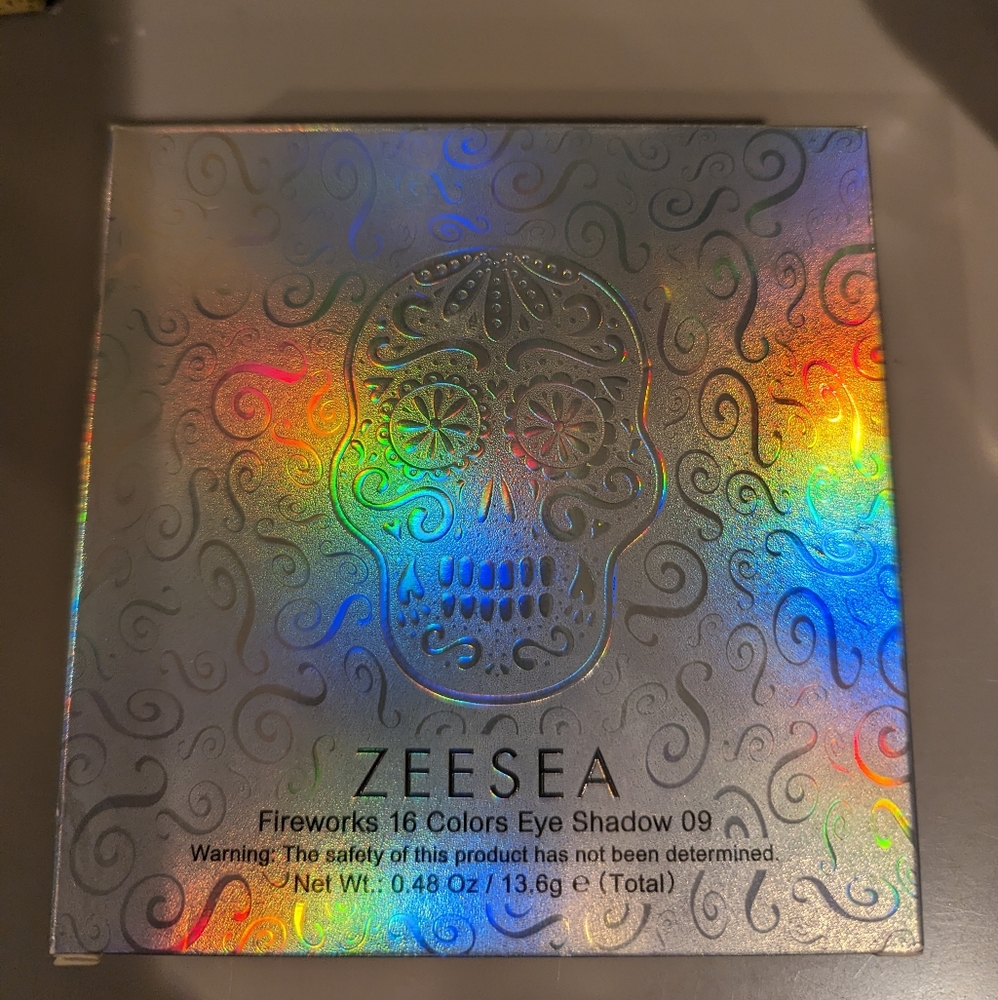 ZEESEA
Fireworks 16 Colors Eye Shadow 09
Warning: The safety of this product has not been determined.
Net Wt.: 0.48 Oz / 13.6g ℮ (Total)